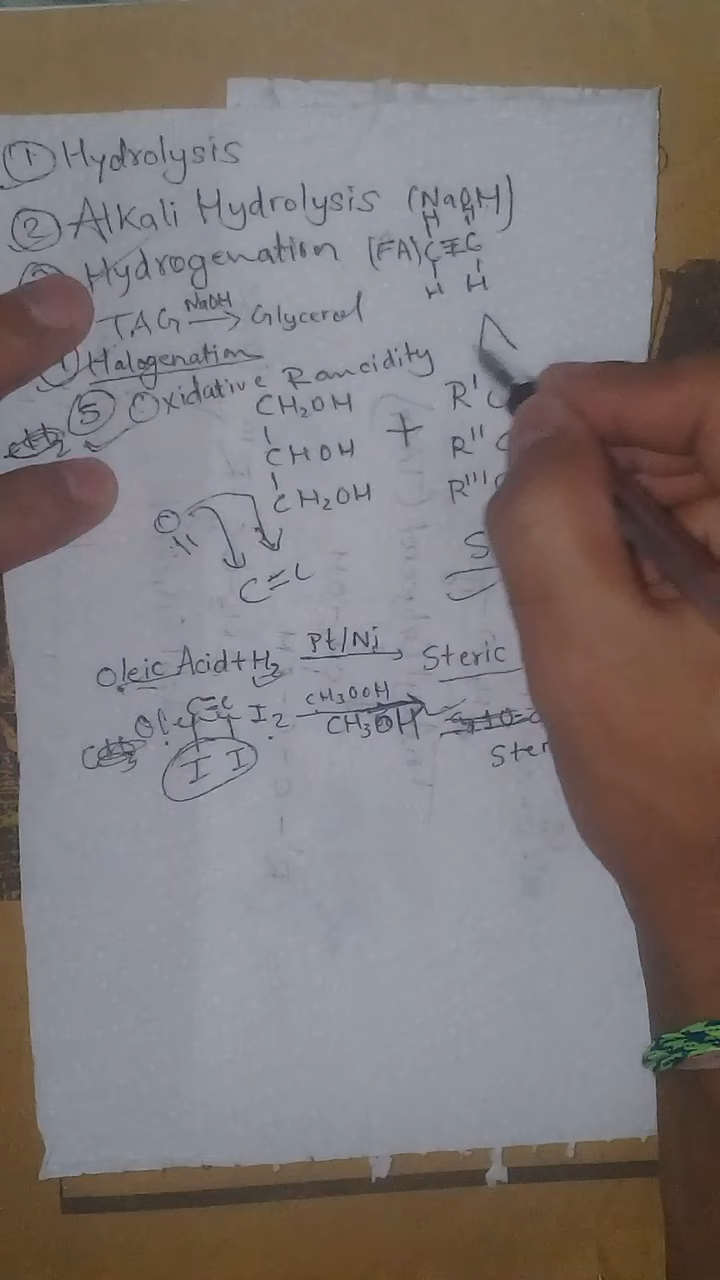 ① Hydrolysis
② Alkali Hydrolysis (NaOH)
Hydrogenation (FA) C=C
H H
H H
TAG NaOH → Glycerol
Halogenation
⑤ Oxidative Rancidity
CH₂OH
CHOH + R'
R''
CH₂OH R'''
O
C=C
S
Oleic Acid + H₂ Pt/Ni → Steric
Ole C=C I₂ CH3OOH → CH3OH
I I
Ster